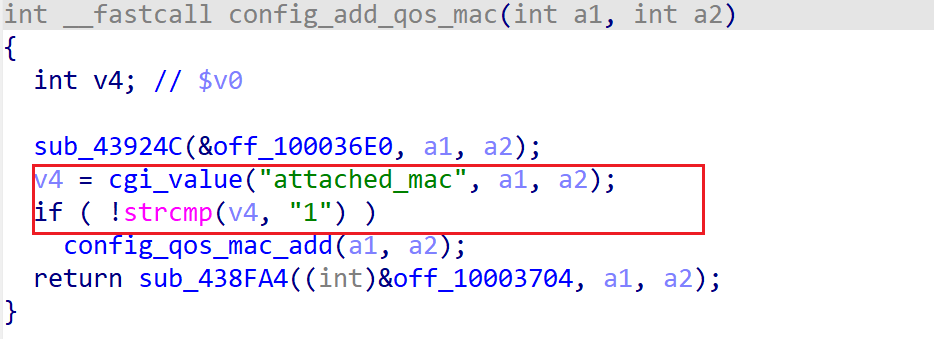 int __fastcall config_add_qos_mac(int a1, int a2)
{
  int v4; // $v0
  sub_43924C(&off_100036E0, a1, a2);
  v4 = cgi_value("attached_mac", a1, a2);
  if ( !strcmp(v4, "1") )
    config_qos_mac_add(a1, a2);
  return sub_438FA4((int)&off_10003704, a1, a2);
}